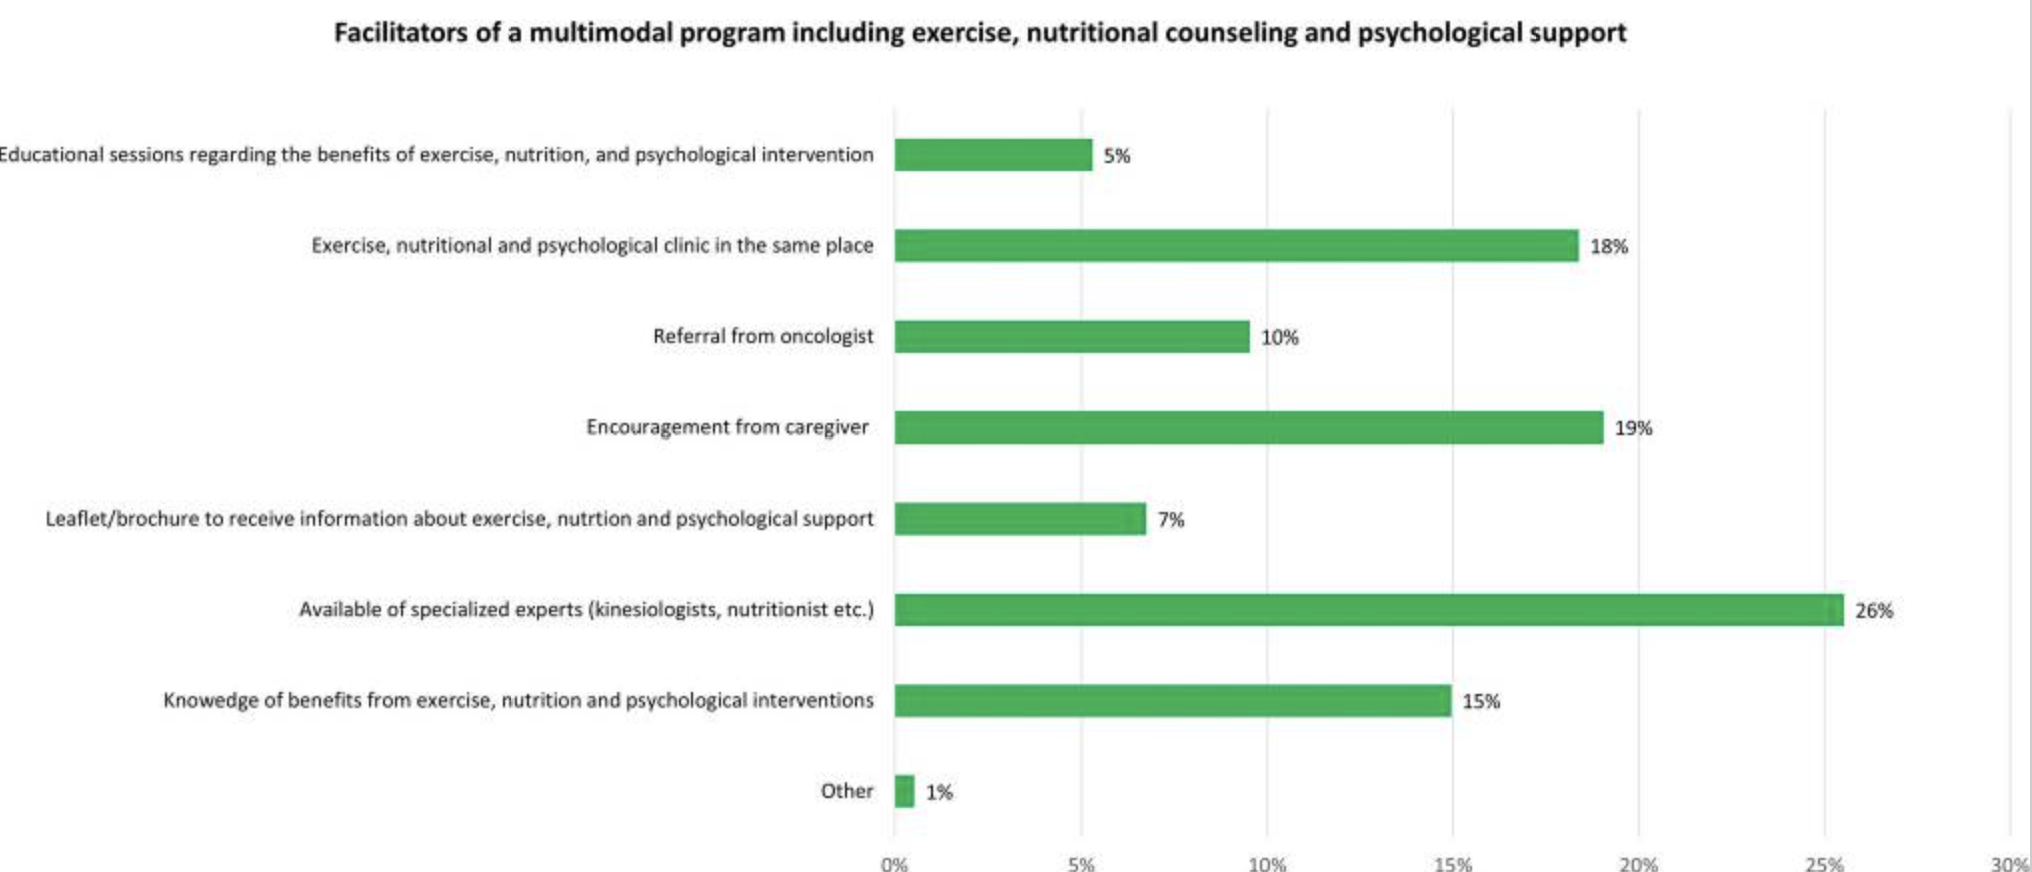 Facilitators of a multimodal program including exercise, nutritional counseling and psychological support
Educational sessions regarding the benefits of exercise, nutrition, and psychological intervention
5%
Exercise, nutritional and psychological clinic in the same place
18%
Referral from oncologist
10%
Encouragement from caregiver
19%
Leaflet/brochure to receive information about exercise, nutrtion and psychological support
7%
Available of specialized experts (kinesiologists, nutritionist etc.)
26%
Knowedge of benefits from exercise, nutrition and psychological interventions
15%
Other
1%
0% 5% 10% 15% 20% 25% 30%